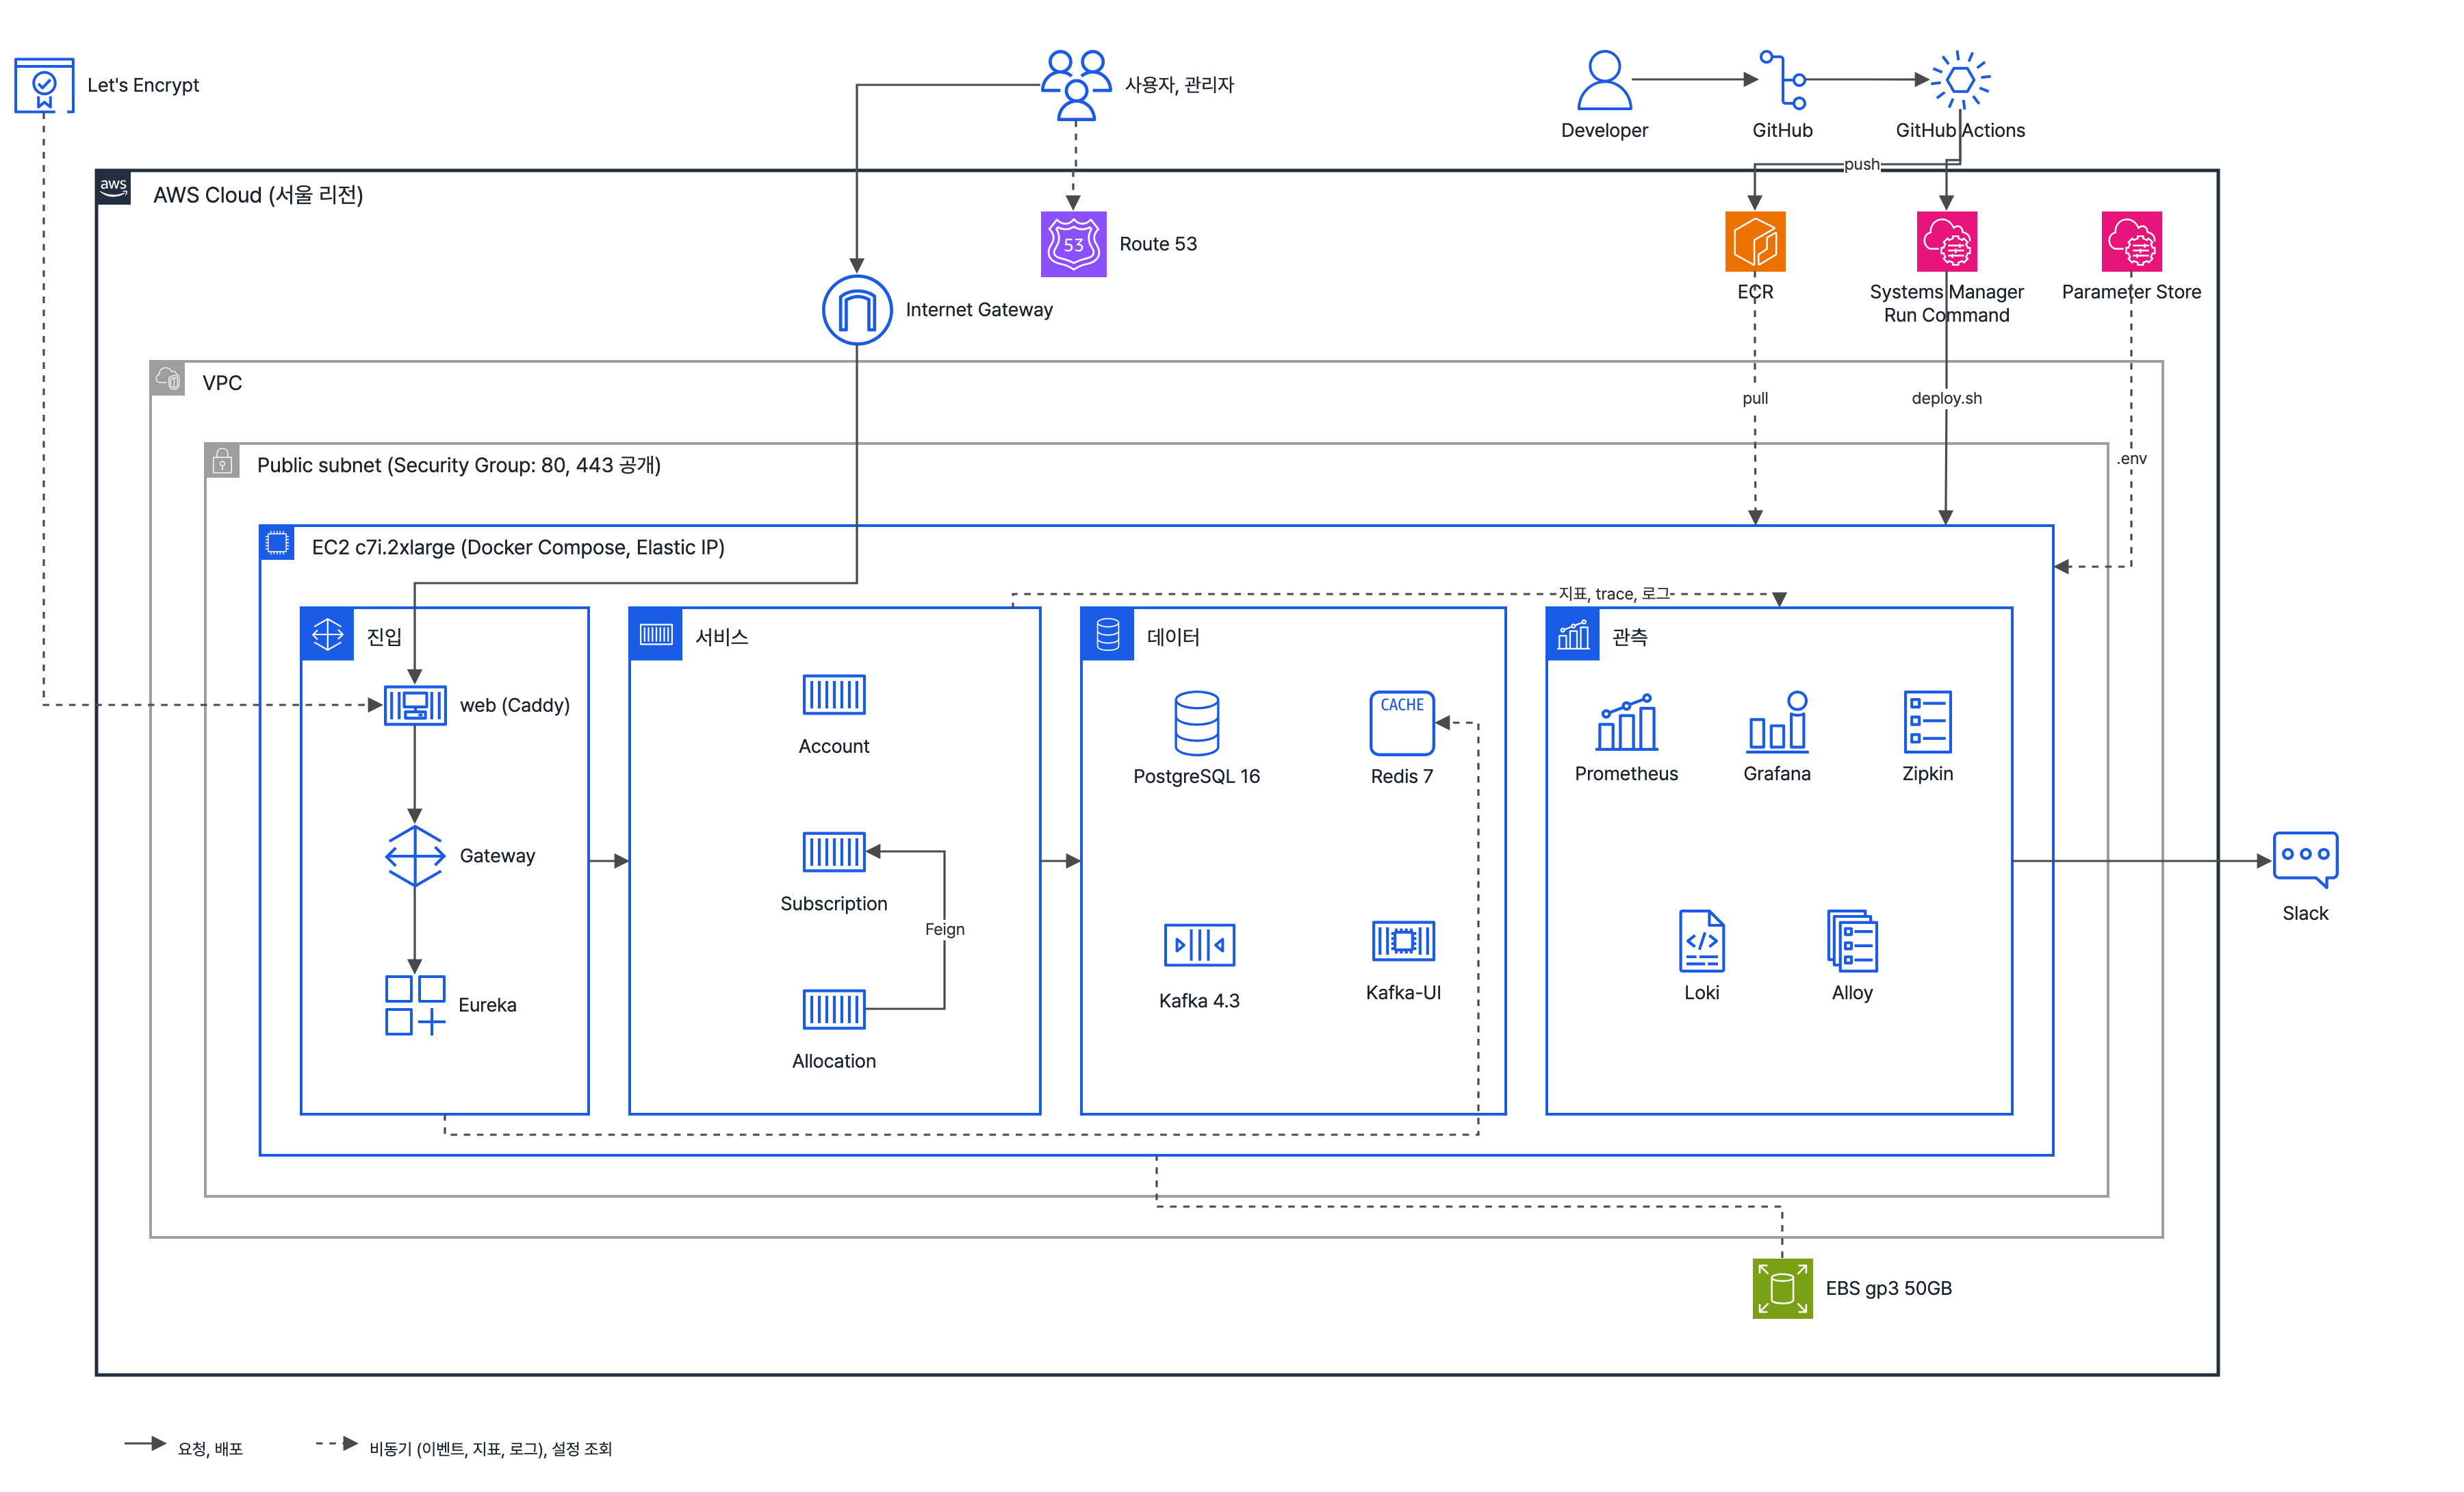 Let's Encrypt
사용자, 관리자
Developer
GitHub
GitHub Actions
push
aws
AWS Cloud (서울 리전)
53
Route 53
Internet Gateway
ECR
Systems Manager
Run Command
Parameter Store
VPC
pull
deploy.sh
.env
Public subnet (Security Group: 80, 443 공개)
EC2 c7i.2xlarge (Docker Compose, Elastic IP)
지표, trace, 로그
진입
서비스
데이터
관측
web (Caddy)
Account
CACHE
PostgreSQL 16
Redis 7
Prometheus
Grafana
Zipkin
Gateway
Subscription
Feign
Slack
Eureka
Kafka 4.3
Kafka-UI
Loki
Alloy
Allocation
EBS gp3 50GB
요청, 배포
비동기 (이벤트, 지표, 로그), 설정 조회